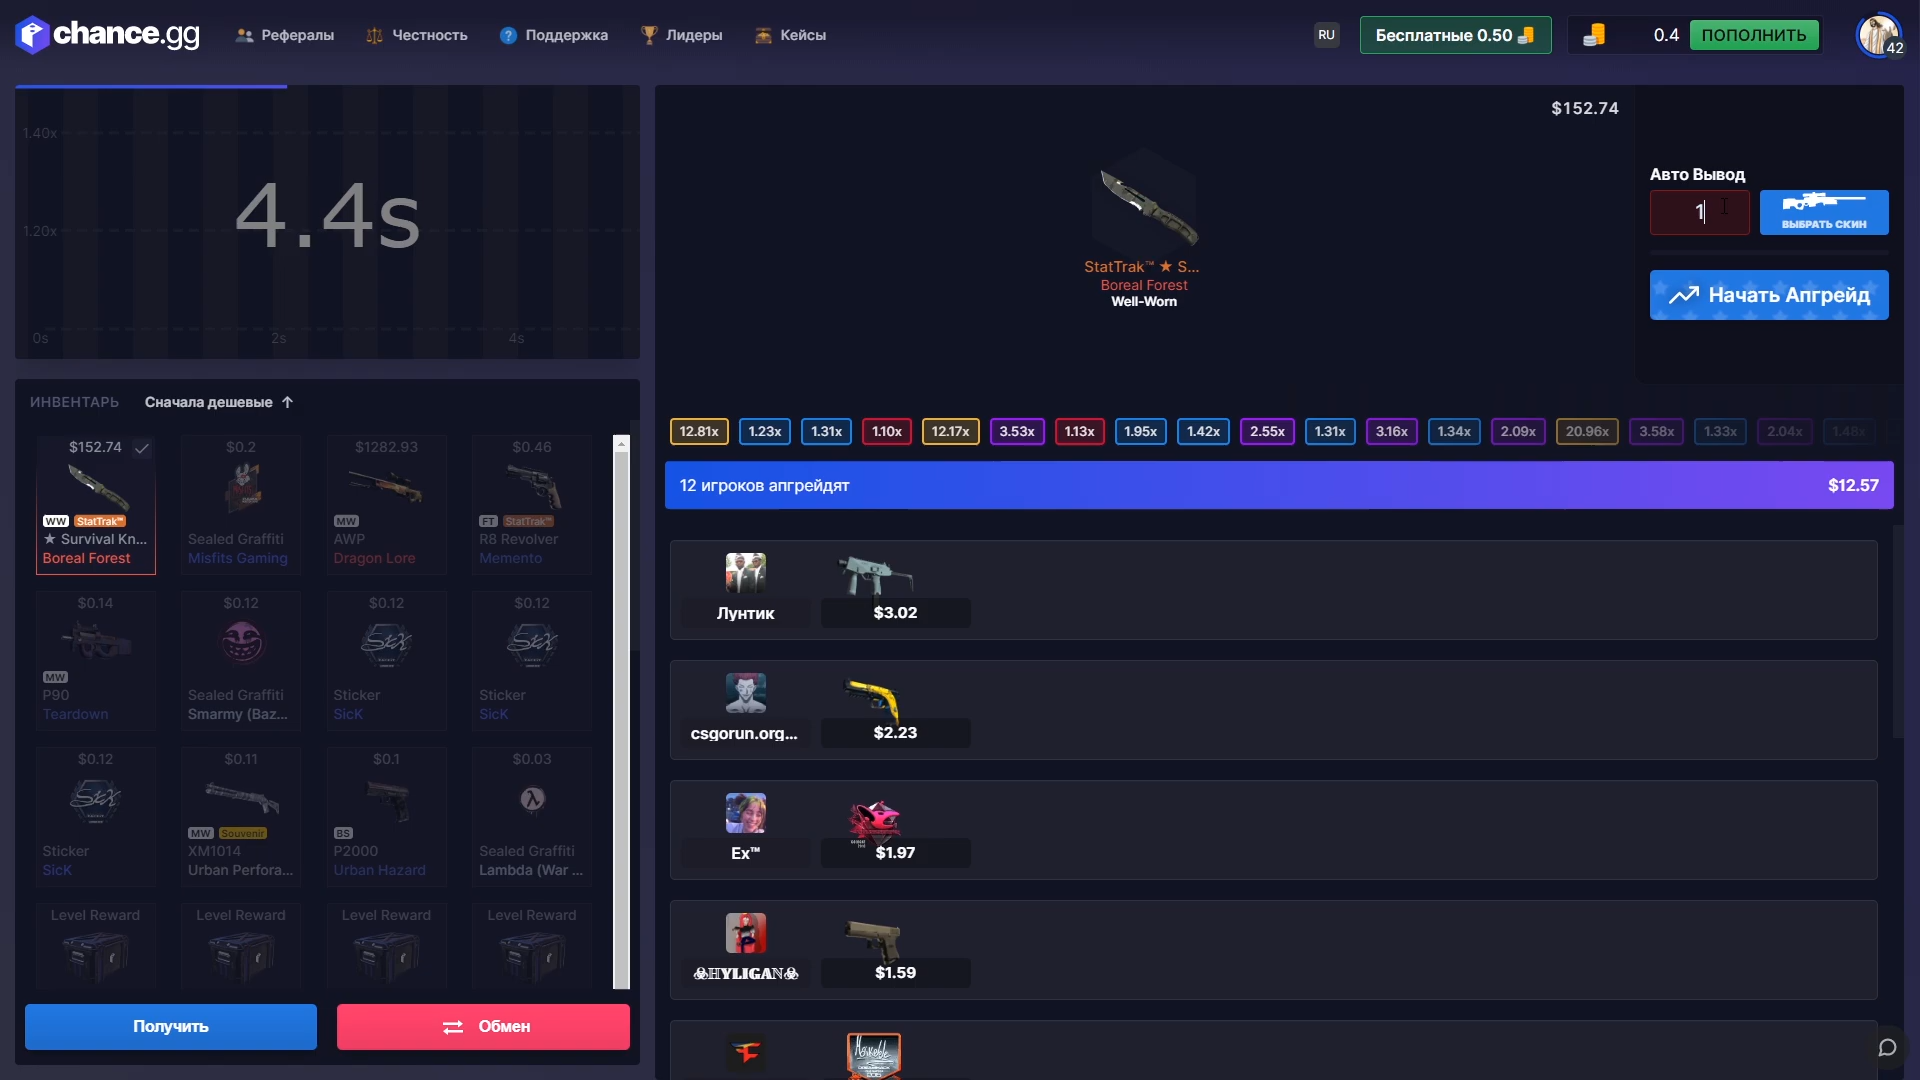 chance.gg
Рефералы
Честность
Поддержка
Лидеры
Кейсы
RU
Бесплатные 0.50
0.4
ПОПОЛНИТЬ
42
1.40x
4.4s
1.20x
0s
2s
4s
$152.74
StatTrak™ ★ S...
Boreal Forest
Well-Worn
Авто Вывод
1
ВЫБРАТЬ СКИН
Начать Апгрейд
ИНВЕНТАРЬ
Сначала дешевые
$152.74
WW StatTrak™
★ Survival Kn...
Boreal Forest
$0.2
Sealed Graffiti
Misfits Gaming
$1282.93
MW
AWP
Dragon Lore
$0.46
FT StatTrak™
R8 Revolver
Memento
$0.14
MW
P90
Teardown
$0.12
Sealed Graffiti
Smarmy (Baz...
$0.12
Sticker
SicK
$0.12
Sticker
SicK
$0.12
Sticker
SicK
$0.11
MW Souvenir
XM1014
Urban Perfora...
$0.1
BS
P2000
Urban Hazard
$0.03
Sealed Graffiti
Lambda (War ...
Level Reward
Level Reward
Level Reward
Level Reward
Получить
Обмен
12.81x 1.23x 1.31x 1.10x 12.17x 3.53x 1.13x 1.95x 1.42x 2.55x 1.31x 3.16x 1.34x 2.09x 20.96x 3.58x 1.33x 2.04x 1.48x
12 игроков апгрейдят
$12.57
Лунтик
$3.02
csgorun.org...
$2.23
Ex™
$1.97
☣ℍYLIGAN☣
$1.59